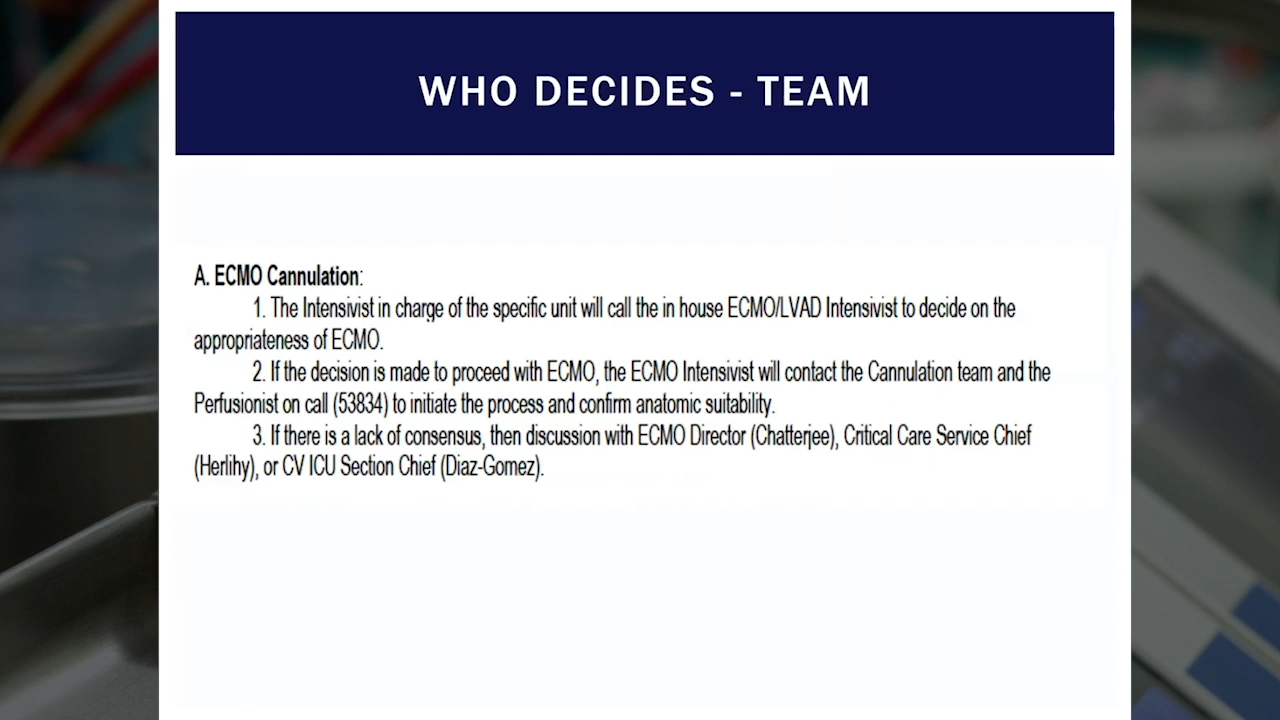 WHO DECIDES - TEAM
A. ECMO Cannulation:
1. The Intensivist in charge of the specific unit will call the in house ECMO/LVAD Intensivist to decide on the
appropriateness of ECMO.
2. If the decision is made to proceed with ECMO, the ECMO Intensivist will contact the Cannulation team and the
Perfusionist on call (53834) to initiate the process and confirm anatomic suitability.
3. If there is a lack of consensus, then discussion with ECMO Director (Chatterjee), Critical Care Service Chief
(Herlihy), or CV ICU Section Chief (Diaz-Gomez).